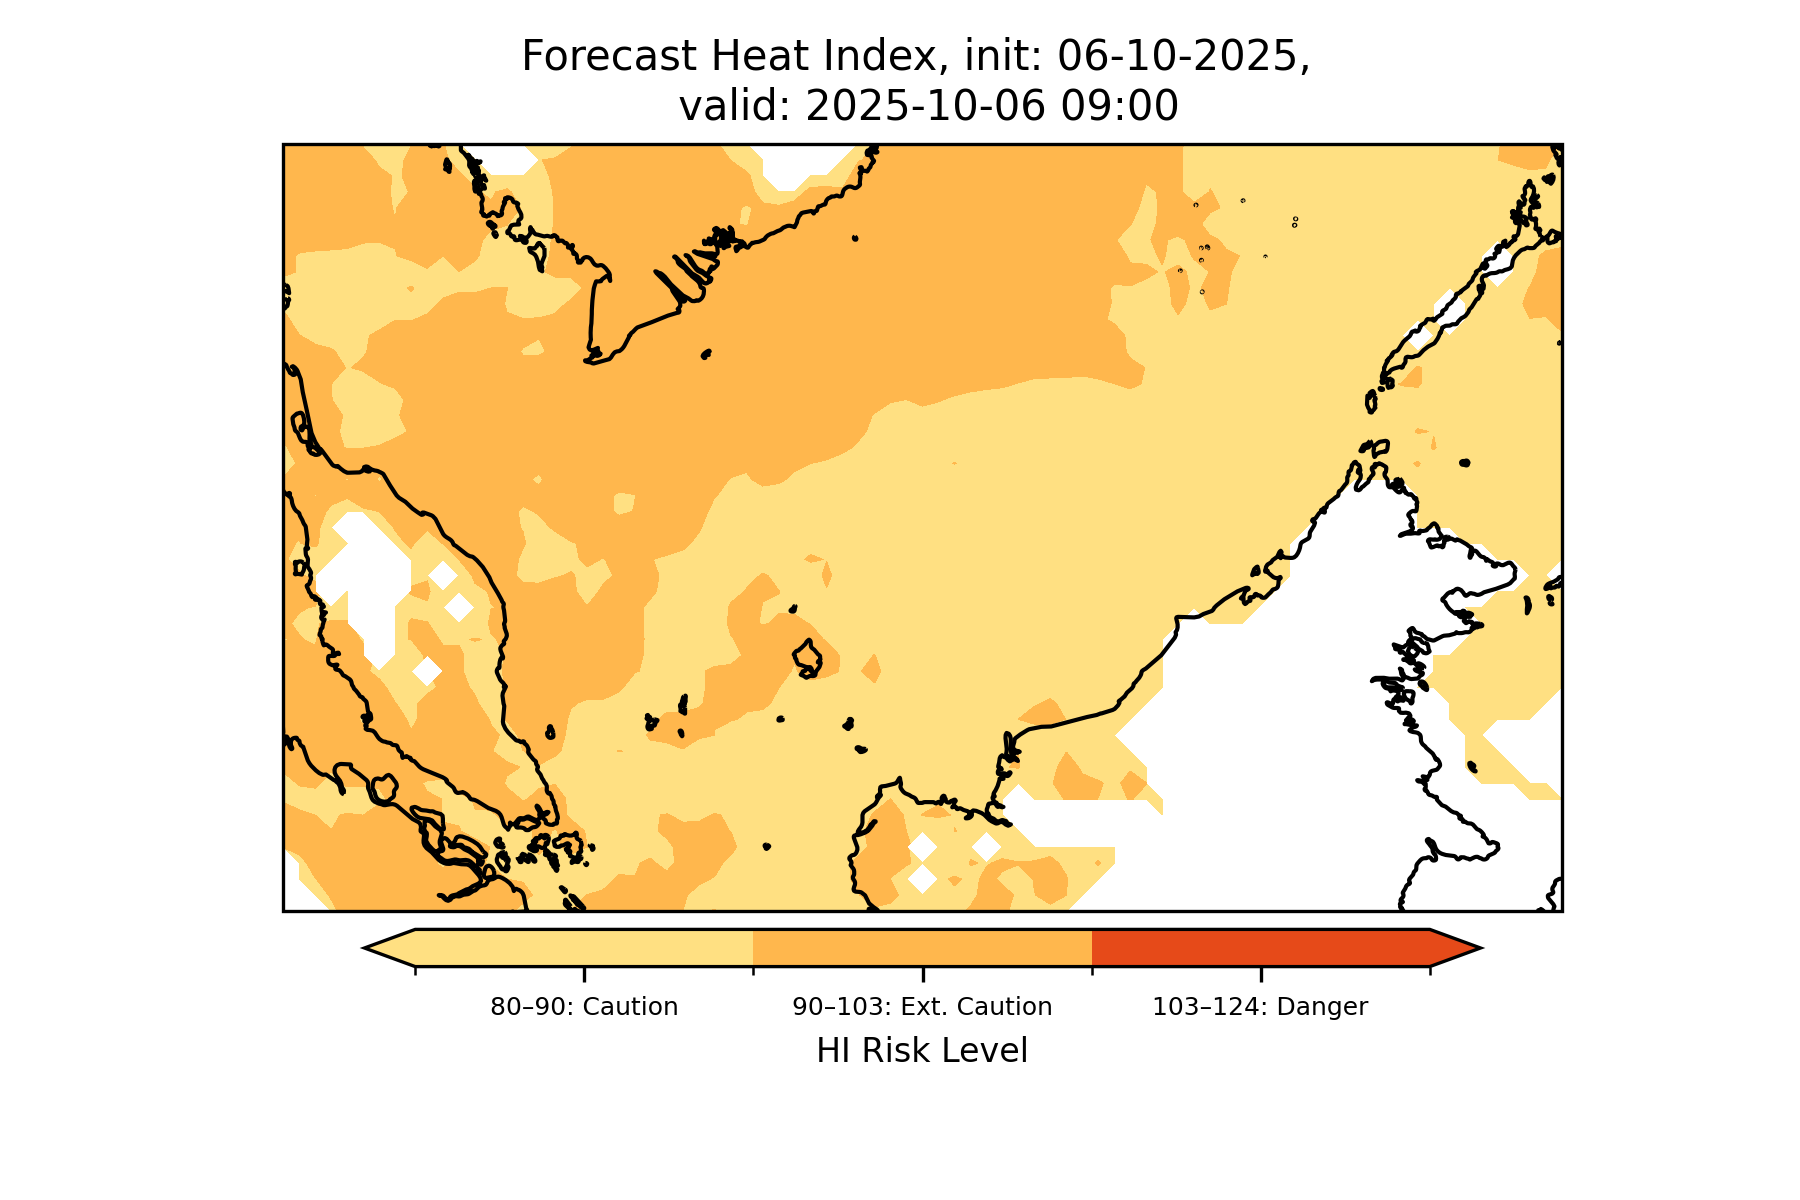 Forecast Heat Index, init: 06-10-2025,
valid: 2025-10-06 09:00
80–90: Caution
90–103: Ext. Caution
103–124: Danger
HI Risk Level